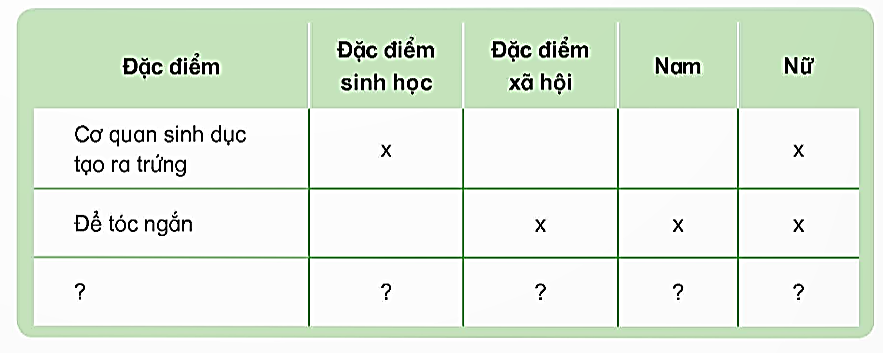 Đặc điểm Đặc điểm sinh học Đặc điểm xã hội Nam Nữ
Cơ quan sinh dục tạo ra trứng x x
Để tóc ngắn x x x
? ? ? ? ?